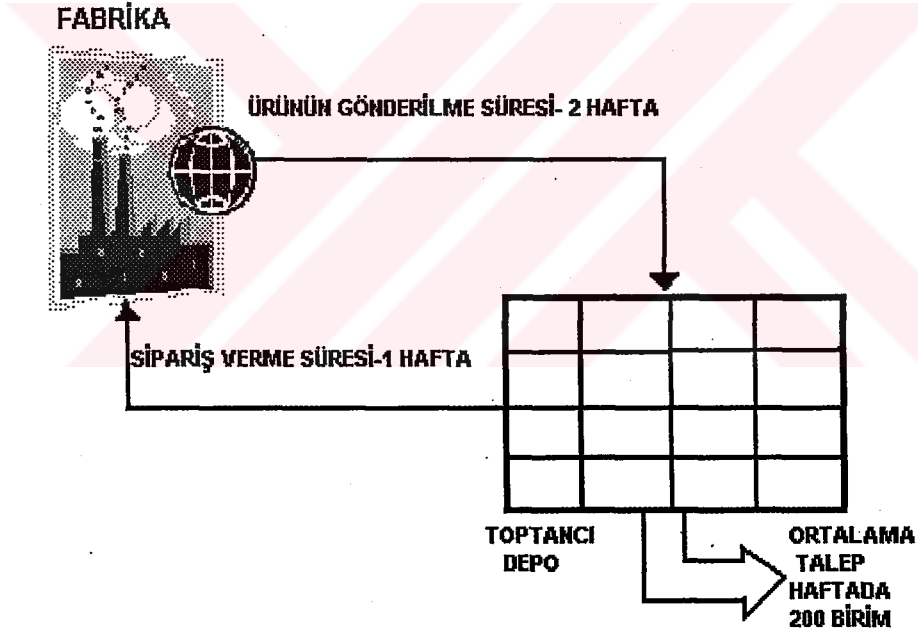 FABRİKA
ÜRÜNÜN GÖNDERİLME SÜRESİ- 2 HAFTA
SİPARİŞ VERME SÜRESİ-1 HAFTA
TOPTANCI
DEPO
ORTALAMA
TALEP
HAFTADA
200 BİRİM